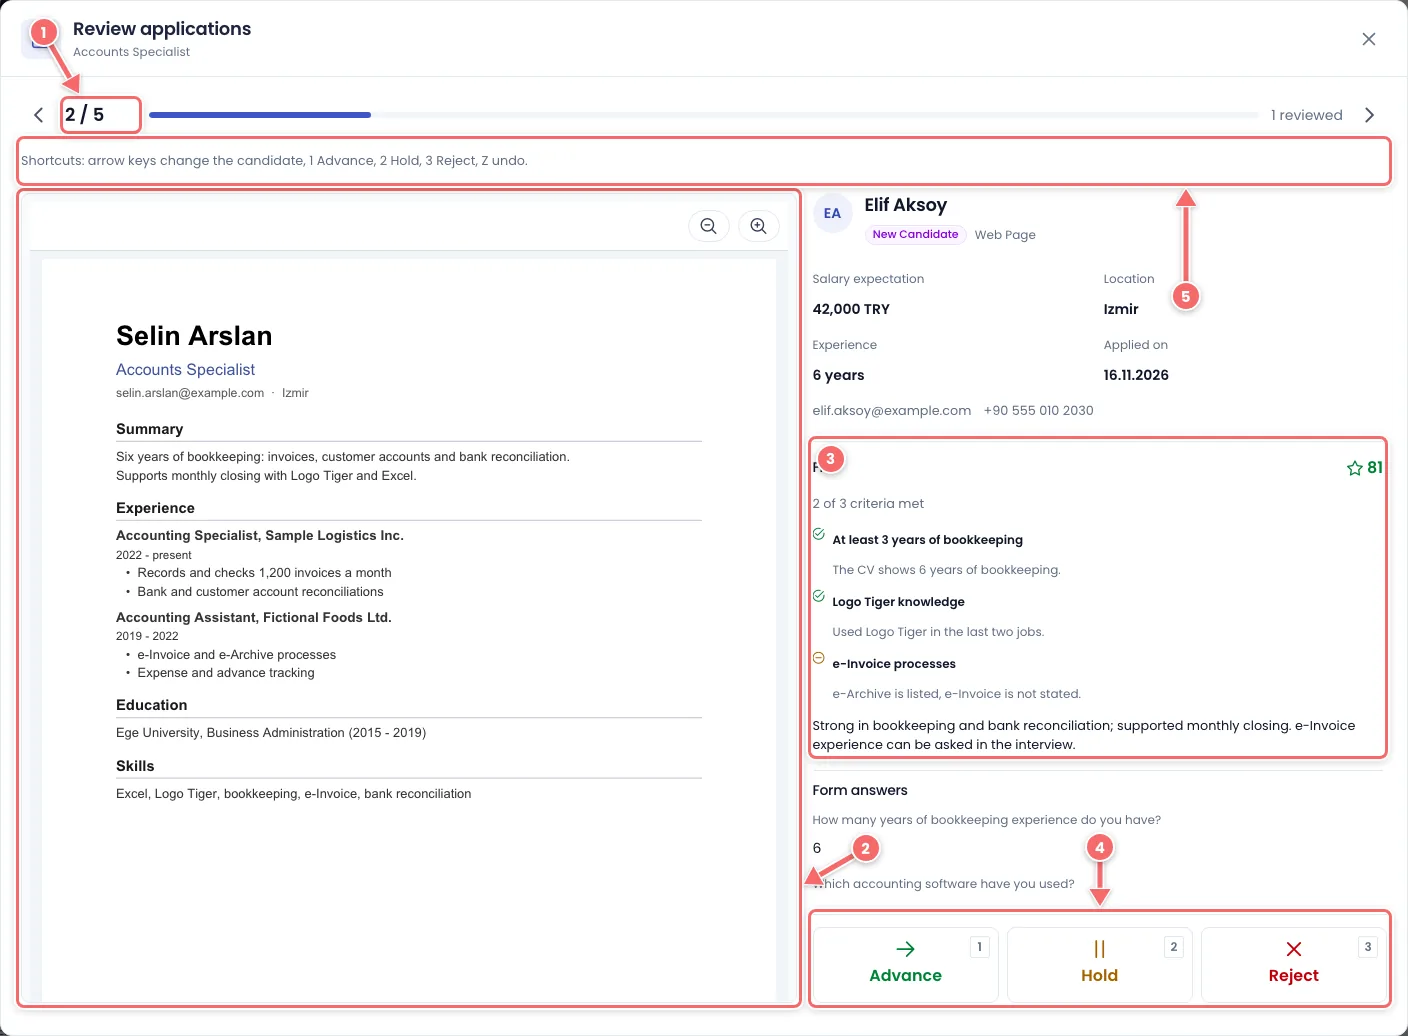 1
Review applications
Accounts Specialist
2 / 5
1 reviewed
Shortcuts: arrow keys change the candidate, 1 Advance, 2 Hold, 3 Reject, Z undo.
Selin Arslan
Accounts Specialist
selin.arslan@example.com · Izmir
Summary
Six years of bookkeeping: invoices, customer accounts and bank reconciliation.
Supports monthly closing with Logo Tiger and Excel.
Experience
Accounting Specialist, Sample Logistics Inc.
2022 - present
• Records and checks 1,200 invoices a month
• Bank and customer account reconciliations
Accounting Assistant, Fictional Foods Ltd.
2019 - 2022
• e-Invoice and e-Archive processes
• Expense and advance tracking
Education
Ege University, Business Administration (2015 - 2019)
Skills
Excel, Logo Tiger, bookkeeping, e-Invoice, bank reconciliation
EA
Elif Aksoy
New Candidate Web Page
5
Salary expectation
42,000 TRY
Location
Izmir
Experience
6 years
Applied on
16.11.2026
elif.aksoy@example.com +90 555 010 2030
3
81
2 of 3 criteria met
At least 3 years of bookkeeping
The CV shows 6 years of bookkeeping.
Logo Tiger knowledge
Used Logo Tiger in the last two jobs.
e-Invoice processes
e-Archive is listed, e-Invoice is not stated.
Strong in bookkeeping and bank reconciliation; supported monthly closing. e-Invoice
experience can be asked in the interview.
Form answers
How many years of bookkeeping experience do you have?
6
2
4
Which accounting software have you used?
Advance 1
Hold 2
Reject 3